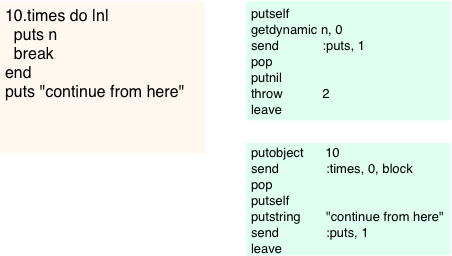 10.times do |n|
puts n
break
end
puts "continue from here"
putself
getdynamic n, 0
send :puts, 1
pop
putnil
throw 2
leave
putobject 10
send :times, 0, block
pop
putself
putstring "continue from here"
send :puts, 1
leave